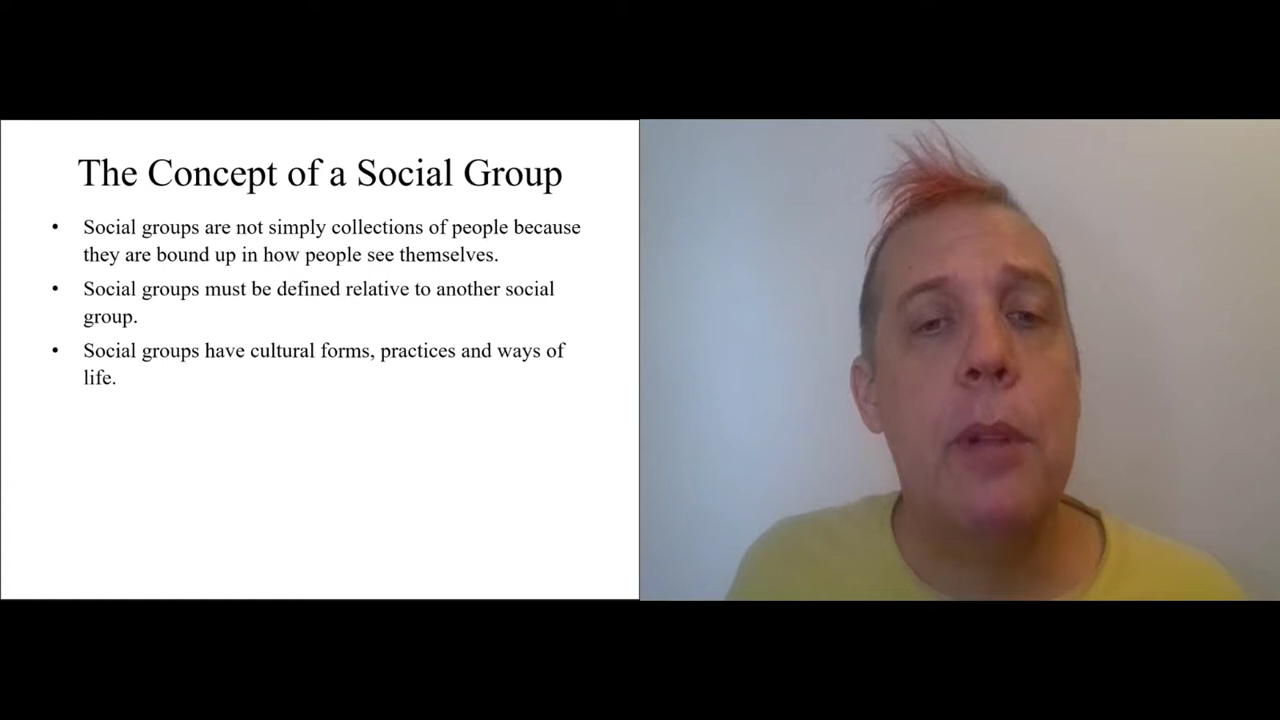 The Concept of a Social Group
• Social groups are not simply collections of people because
they are bound up in how people see themselves.
• Social groups must be defined relative to another social
group.
• Social groups have cultural forms, practices and ways of
life.